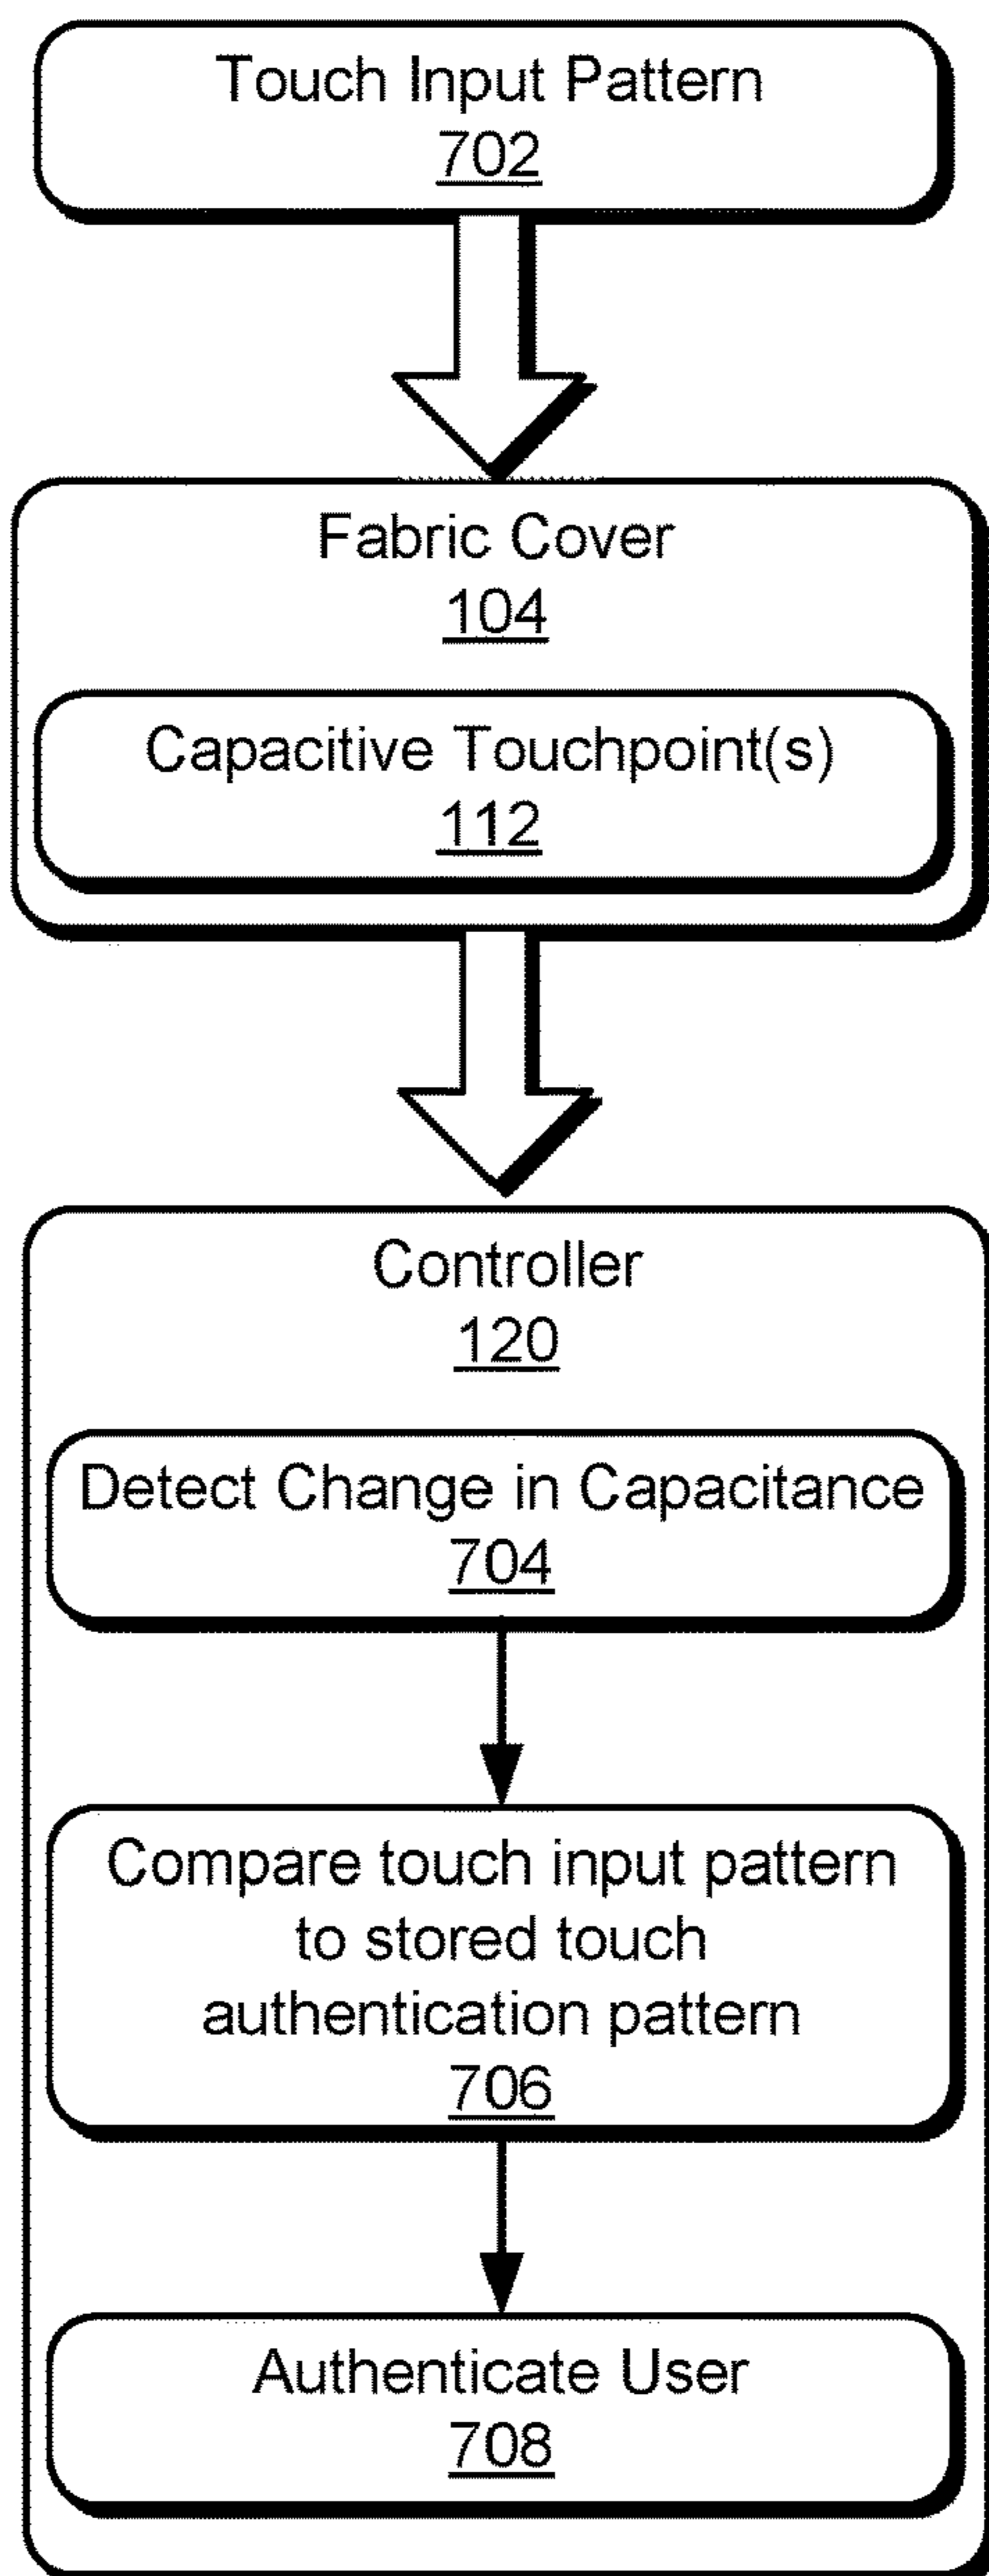 Touch Input Pattern
702
Fabric Cover
104
Capacitive Touchpoint(s)
112
Controller
120
Detect Change in Capacitance
704
Compare touch input pattern
to stored touch
authentication pattern
706
Authenticate User
708